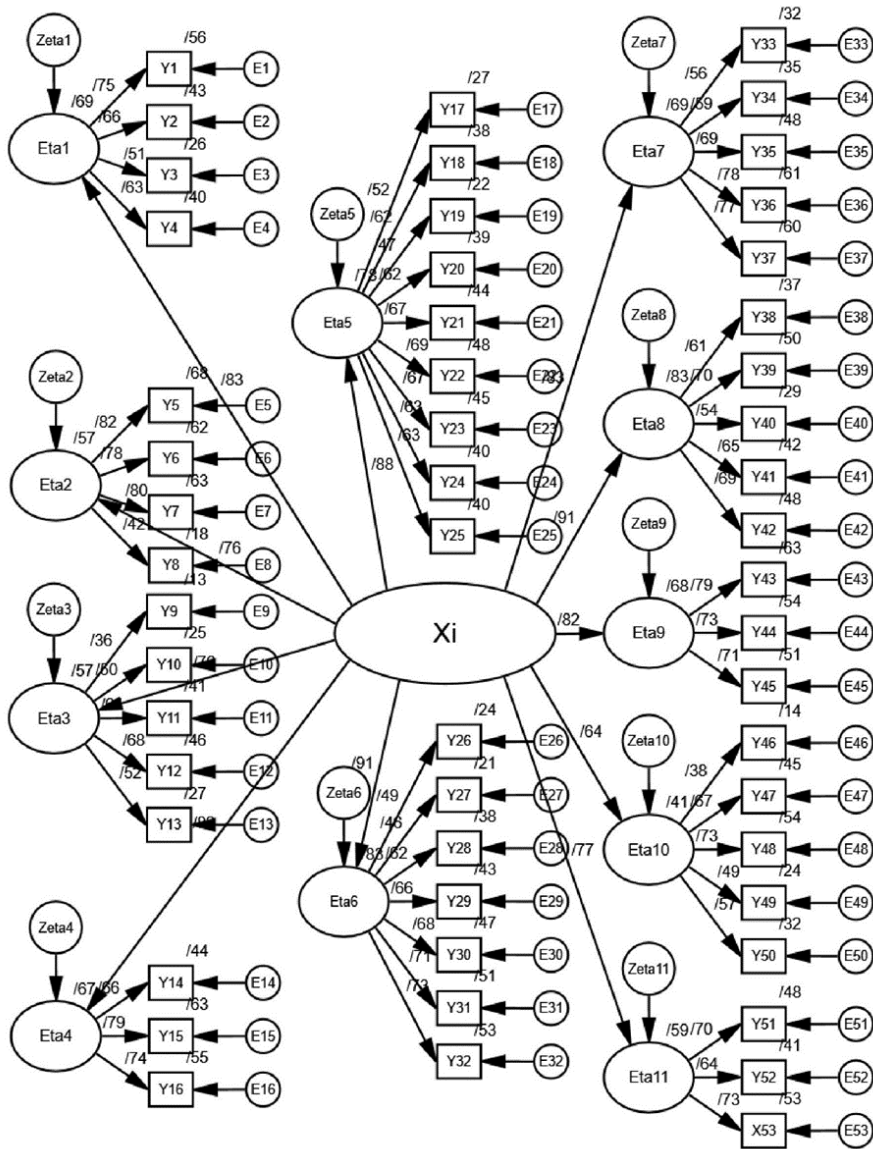 Zeta1
/56
Y1
E1
/75
/43
/69
/66
Y2
E2
Eta1
/26
/51
Y3
E3
/63
/40
Y4
E4
/83
Zeta2
/68
Y5
E5
/82
/62
/57
/78
Y6
E6
Eta2
/63
/80
Y7
E7
/42
/18
Y8
E8
/76
Zeta3
/13
Y9
E9
/36
/25
/57
/50
Y10
E10
Eta3
/41
Y11
E11
/68
/46
Y12
E12
/52
/27
Y13
E13
Zeta4
/44
/67
/66
Y14
E14
Eta4
/63
/79
Y15
E15
/74
/55
Y16
E16
/27
Y17
E17
/38
Y18
E18
/52
/22
Zeta5
/62
Y19
E19
/47
/39
/78
/62
Y20
E20
Eta5
/44
/67
Y21
E21
/69
/48
Y22
/67
/45
/63
Y23
E23
/63
/40
Y24
E24
/88
/40
Y25
E25
Xi
/24
Y26
E26
/91
/21
Zeta6
/49
Y27
E27
/46
/38
/83
/62
Y28
E28
Eta6
/43
/66
Y29
E29
/68
/47
/71
Y30
E30
/73
/51
Y31
E31
/53
Y32
E32
/32
Zeta7
Y33
E33
/56
/35
/69
/59
Y34
E34
Eta7
/48
/69
Y35
E35
/78
/61
Y36
E36
/77
/60
Y37
E37
/83
Zeta8
/37
Y38
E38
/61
/50
/83
/70
Y39
E39
Eta8
/29
/54
Y40
E40
/65
/42
Y41
E41
/69
/48
Y42
E42
/91
Zeta9
/63
/68
/79
Y43
E43
/82
Eta9
/54
/73
Y44
E44
/71
/51
Y45
E45
/64
Zeta10
/14
Y46
E46
/38
/45
/41
/67
Y47
E47
Eta10
/54
/73
Y48
E48
/49
/24
Y49
E49
/57
/32
Y50
E50
/77
Zeta11
/48
/59
/70
Y51
E51
Eta11
/41
/64
Y52
E52
/73
/53
X53
E53